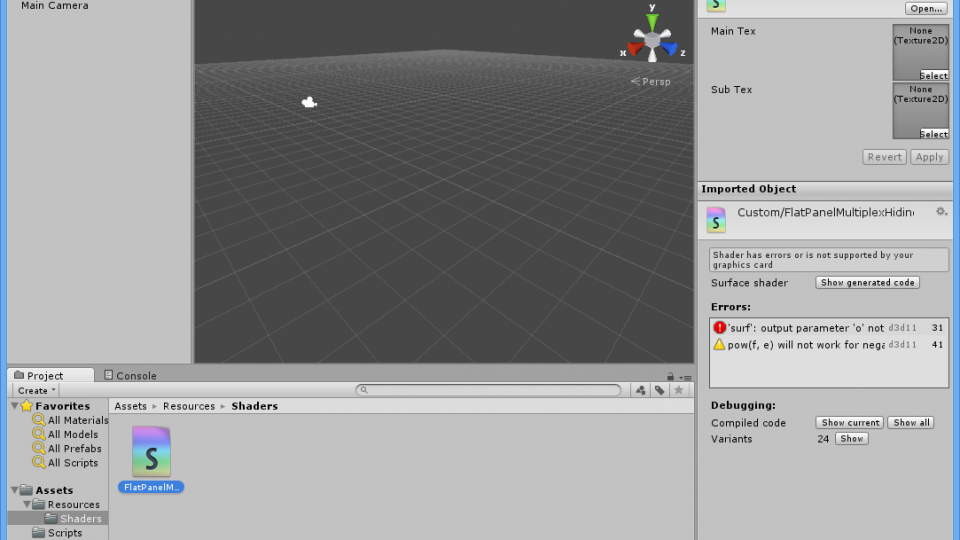 Main Camera
y
x
z
Persp
Open...
Main Tex
None
(Texture2D)
Select
Sub Tex
None
(Texture2D)
Select
Revert
Apply
Imported Object
S
Custom/FlatPanelMultiplexHidin
Shader has errors or is not supported by your
graphics card
Surface shader
Show generated code
Errors:
'surf': output parameter 'o' not d3d11 31
pow(f, e) will not work for nega d3d11 41
Debugging:
Compiled code
Show current
Show all
Variants
24
Show
Project
Console
Create
Favorites
All Materials
All Models
All Prefabs
All Scripts
Assets
Resources
Shaders
Scripts
Assets ▸ Resources ▸ Shaders
S
FlatPanelM...